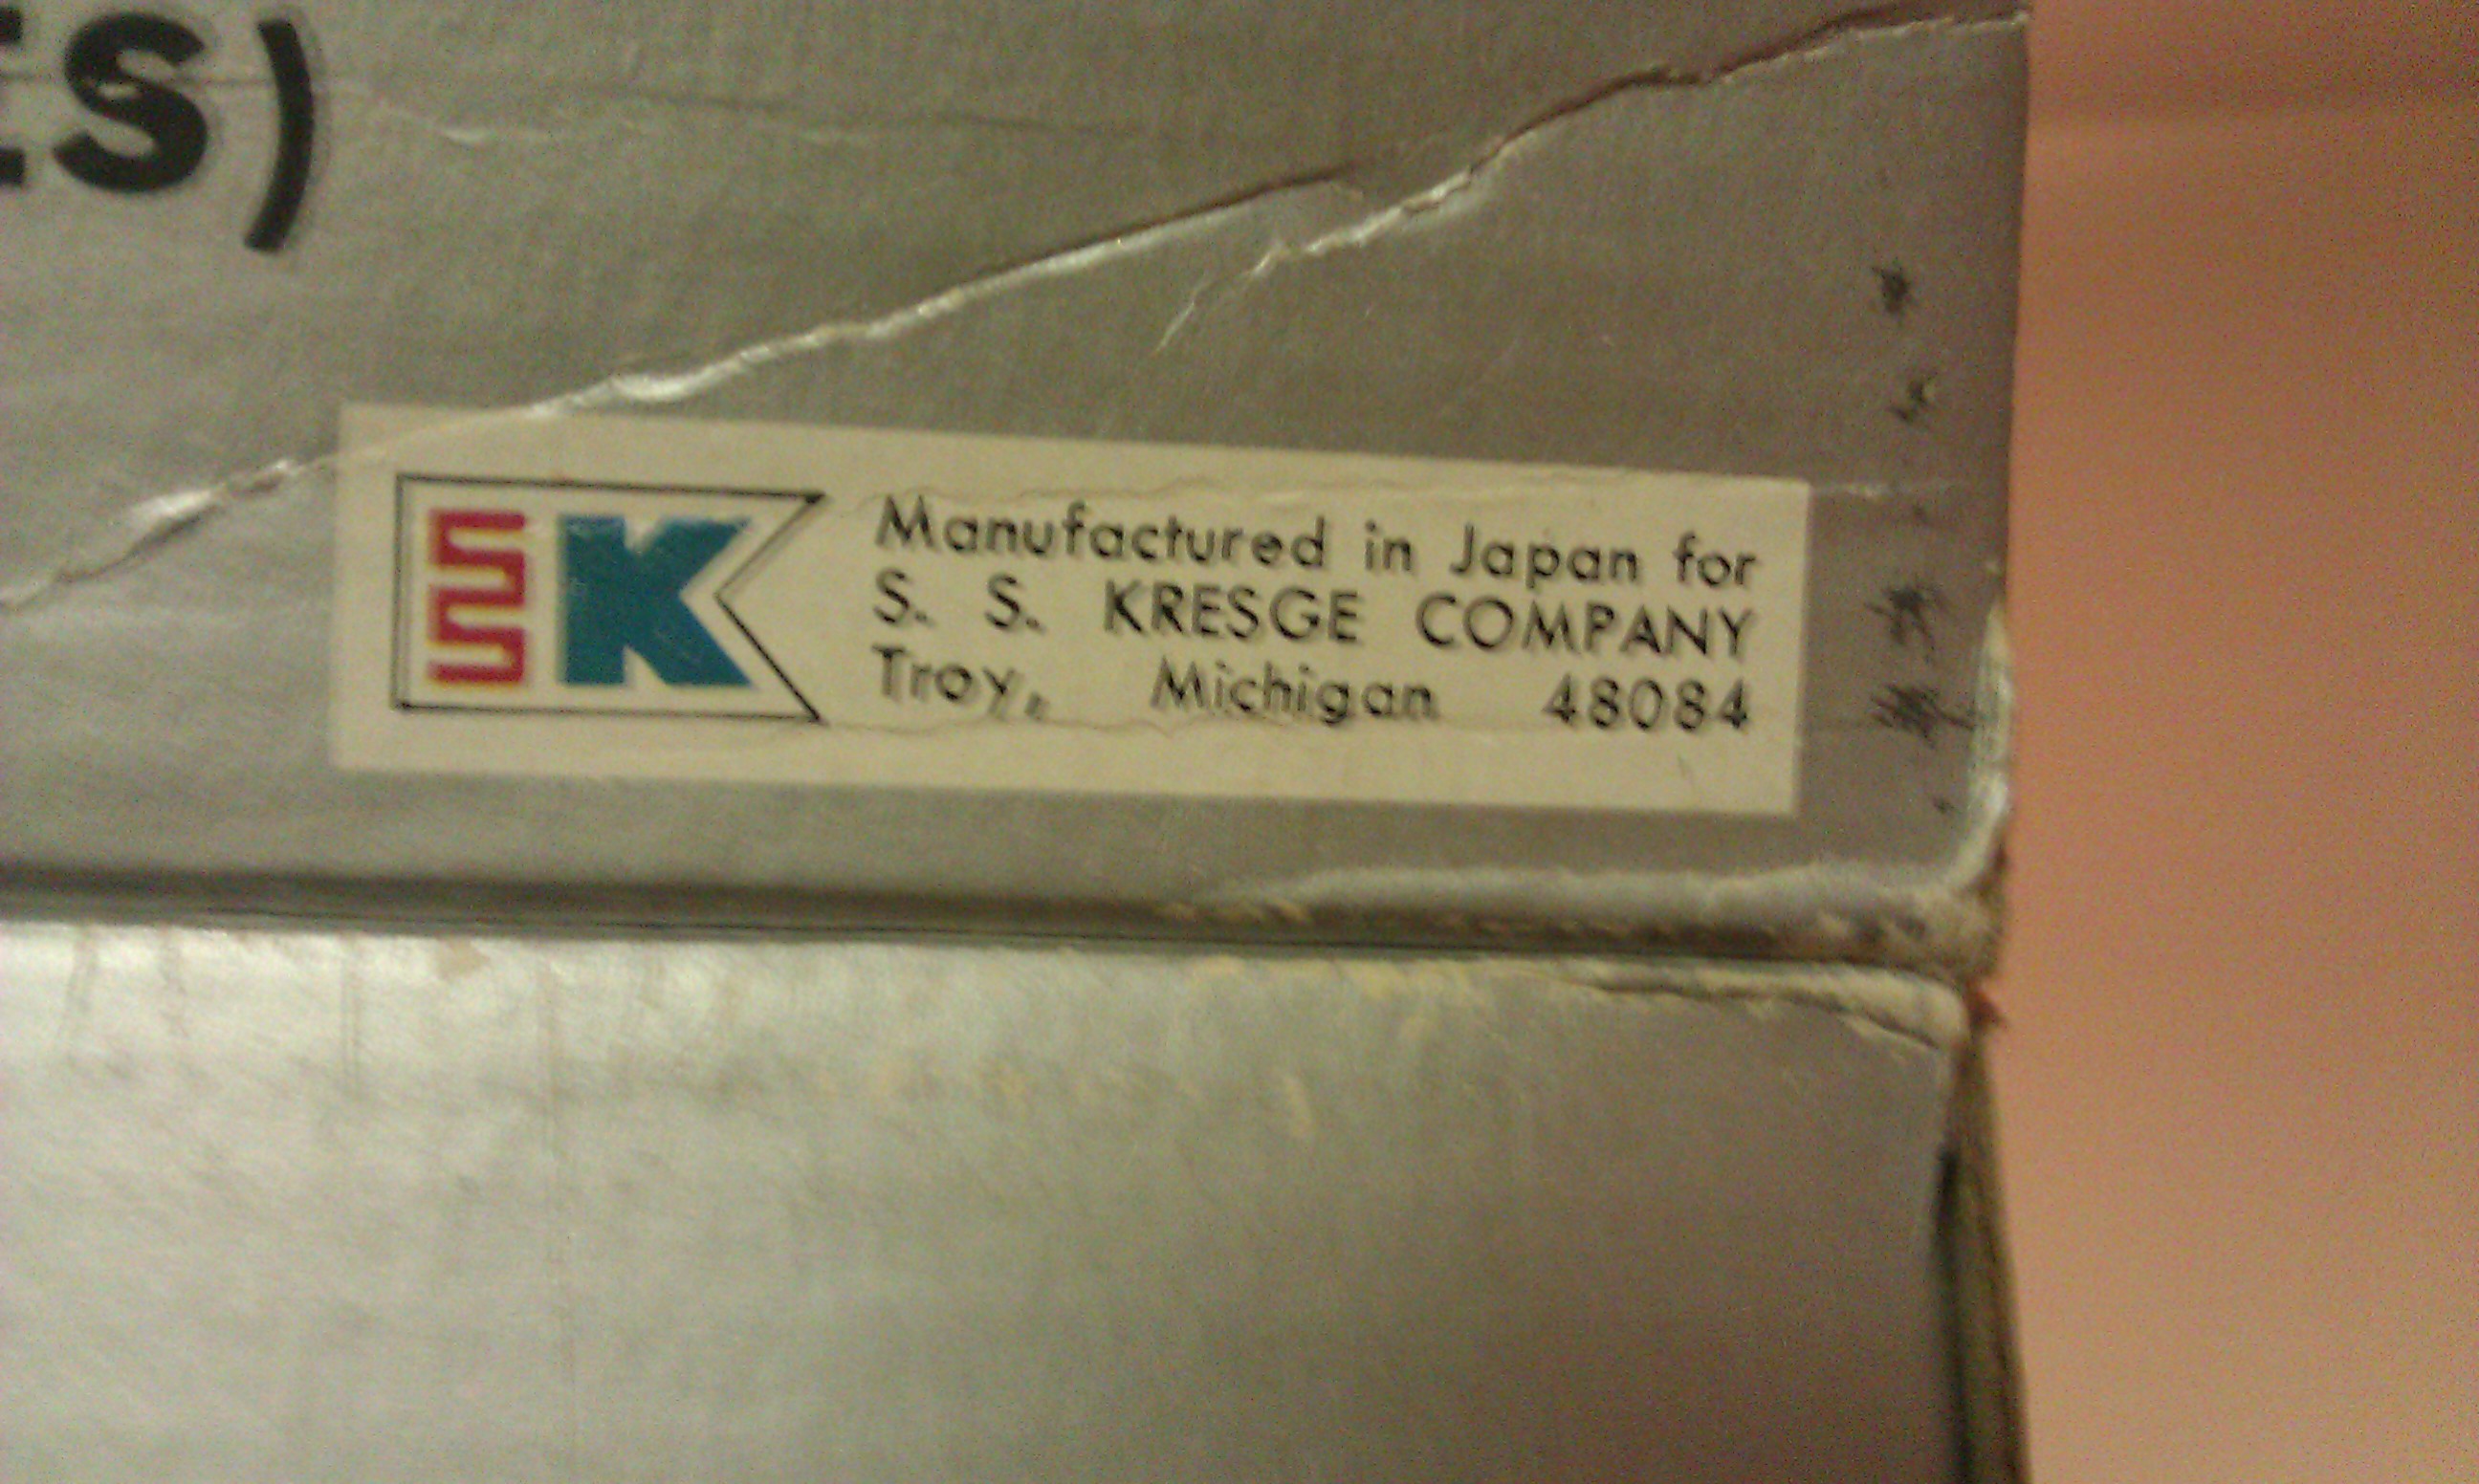 ES)
SSK
Manufactured in Japan for
S. S. KRESGE COMPANY
Troy, Michigan 48084